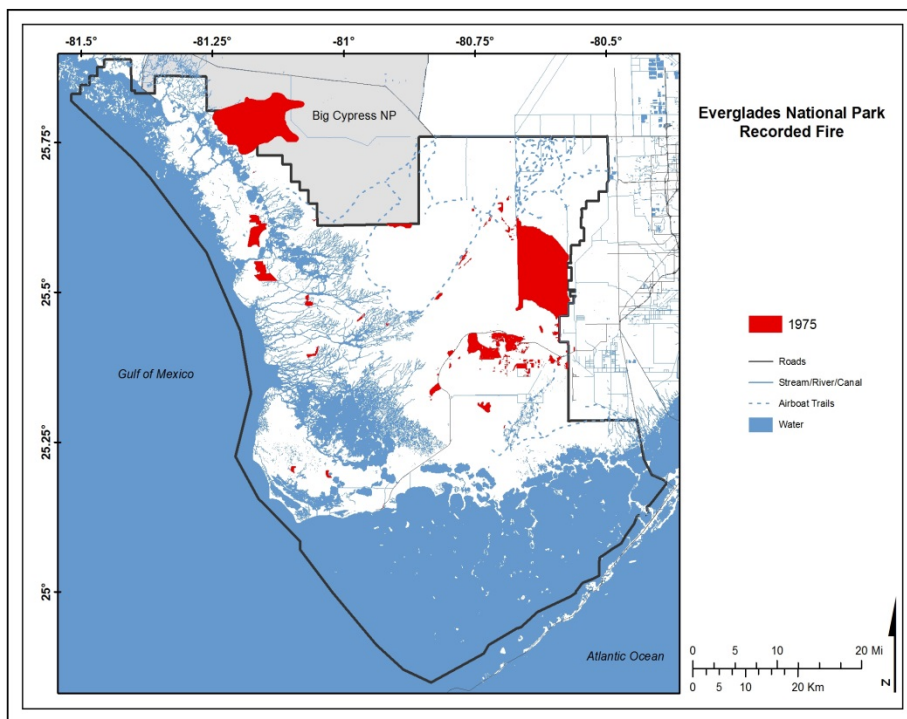 -81.5° -81.25° -81° -80.75° -80.5°
Big Cypress NP
Everglades National Park
Recorded Fire
25.75°
25.5°
1975
Roads
Gulf of Mexico
Stream/River/Canal
Airboat Trails
Water
25.25°
25°
Atlantic Ocean
0 5 10 20 Mi
0 5 10 20 Km
N